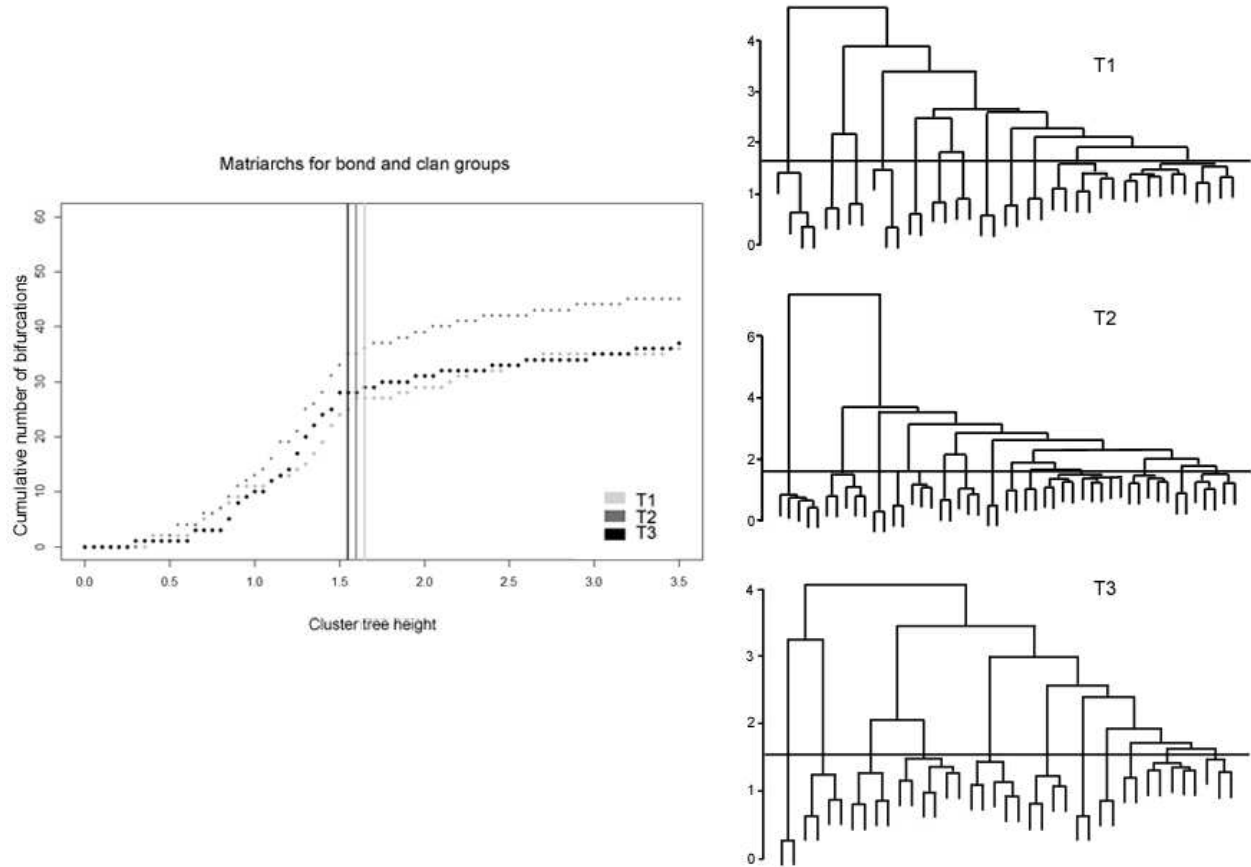 Matriarchs for bond and clan groups
Cumulative number of bifurcations
60
50
40
30
20
10
0
0.0 0.5 1.0 1.5 2.0 2.5 3.0 3.5
Cluster tree height
T1
T2
T3
T1
4
3
2
1
0
T2
6
4
2
0
T3
4
3
2
1
0